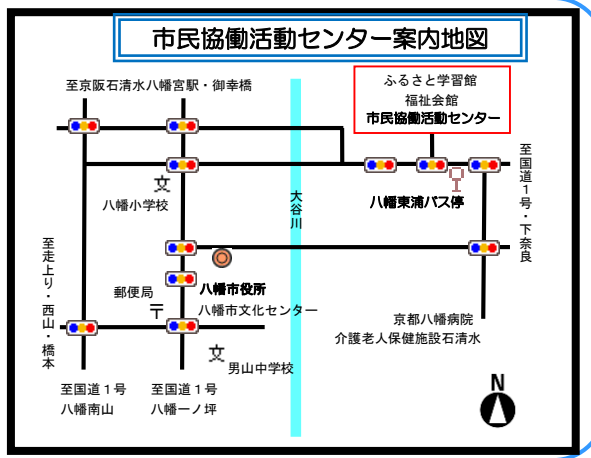 市民協働活動センター案内地図
至京阪石清水八幡宮駅・御幸橋
ふるさと学習館
福祉会館
市民協働活動センター
文
八幡小学校
大谷川
八幡東浦バス停
至国道1号・下奈良
至走上り・西山・橋本
郵便局
〒
八幡市役所
八幡市文化センター
京都八幡病院
介護老人保健施設石清水
文
男山中学校
至国道1号
八幡南山
至国道1号
八幡一ノ坪
N